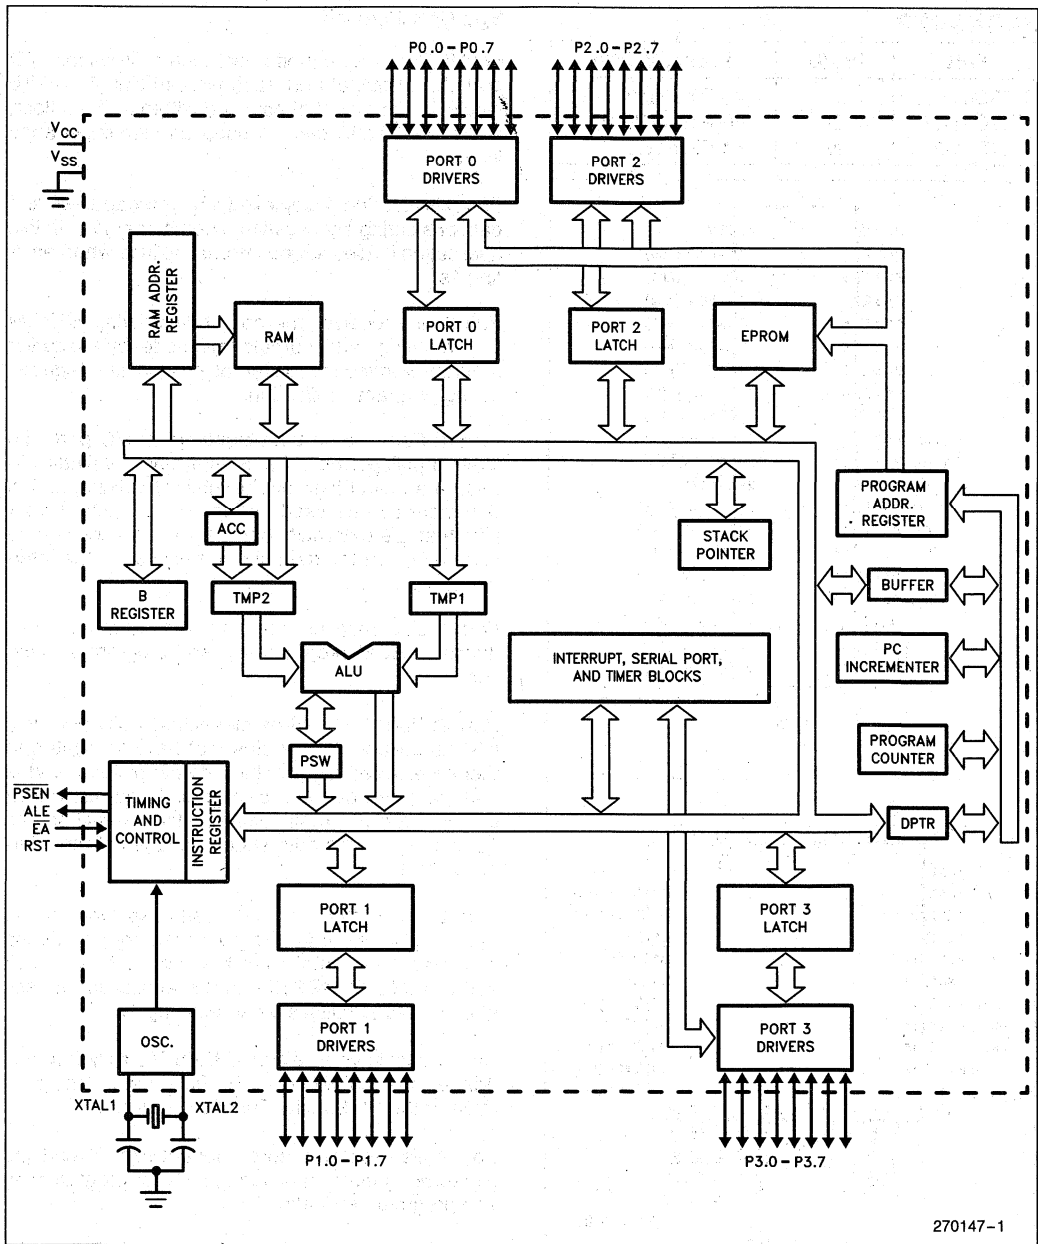 P0.0–P0.7
P2.0–P2.7
VCC
VSS
PORT 0
DRIVERS
PORT 2
DRIVERS
RAM ADDR.
REGISTER
RAM
PORT 0
LATCH
PORT 2
LATCH
EPROM
PROGRAM
ADDR.
REGISTER
ACC
STACK
POINTER
B
REGISTER
TMP2
TMP1
BUFFER
ALU
INTERRUPT, SERIAL PORT,
AND TIMER BLOCKS
PC
INCREMENTER
PSW
PROGRAM
COUNTER
PSEN
ALE
EA
RST
TIMING
AND
CONTROL
INSTRUCTION
REGISTER
DPTR
PORT 1
LATCH
PORT 3
LATCH
OSC.
PORT 1
DRIVERS
PORT 3
DRIVERS
XTAL1
XTAL2
P1.0–P1.7
P3.0–P3.7
270147–1